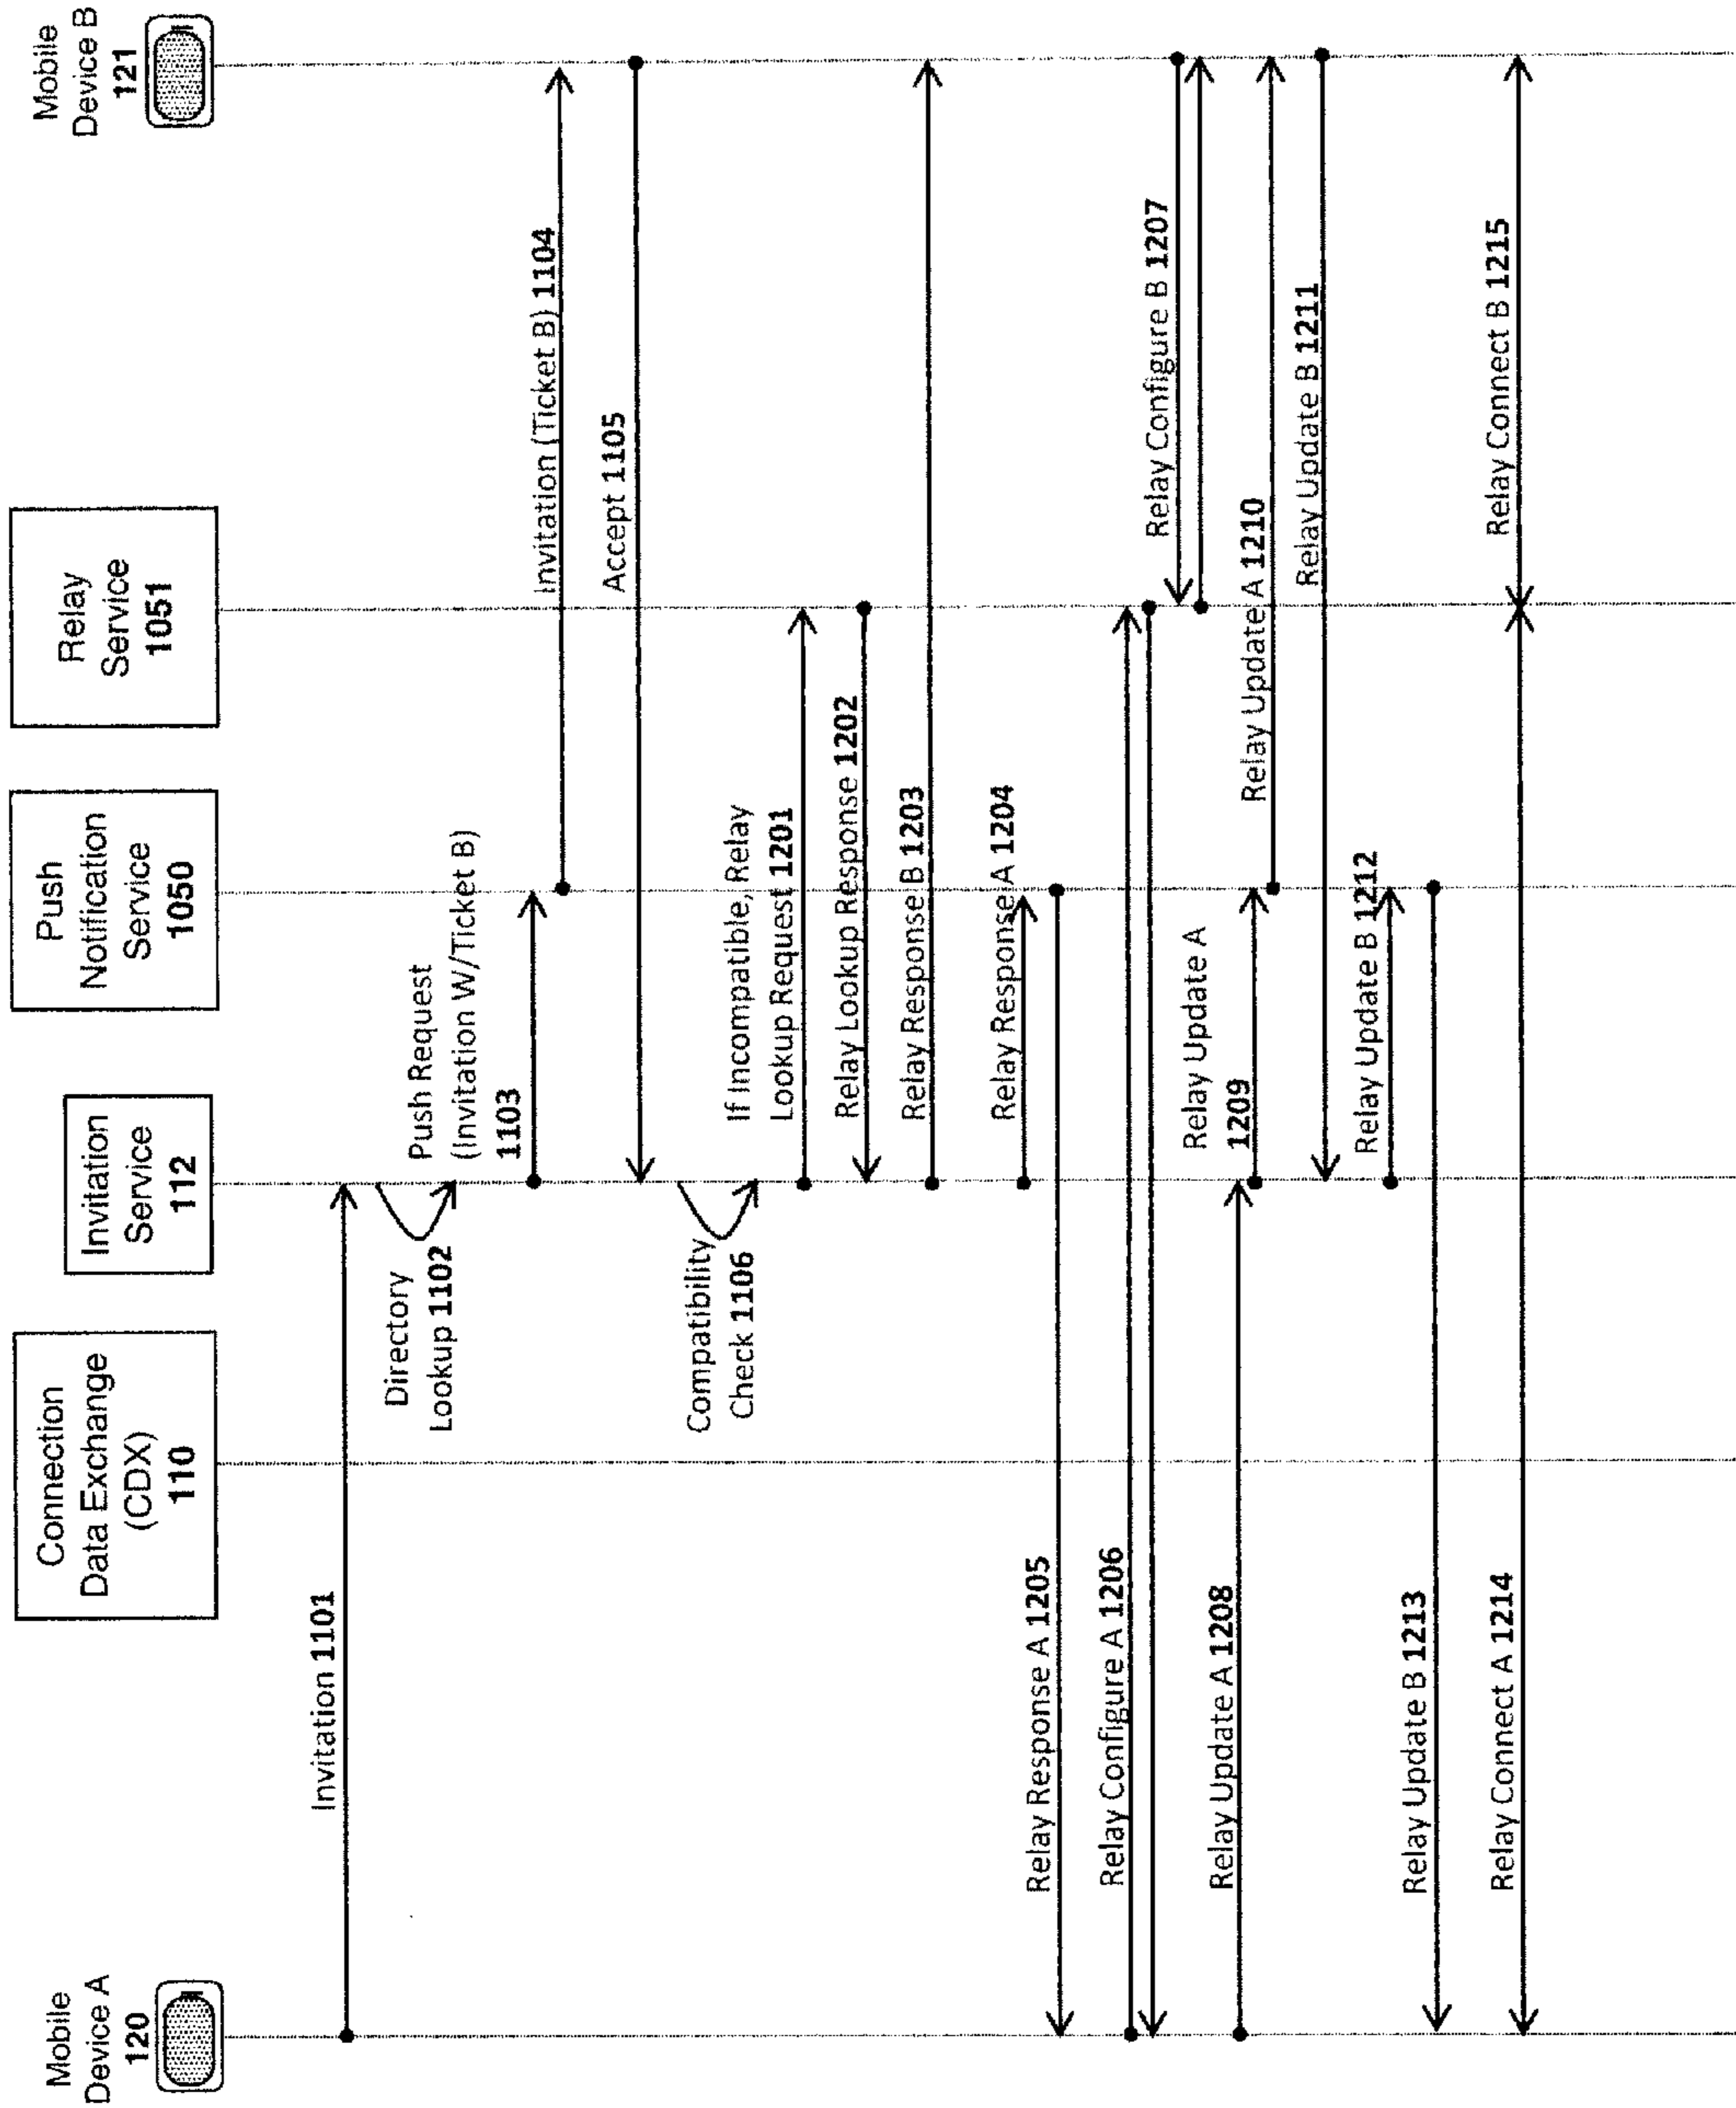 Mobile
Device A
120
Connection
Data Exchange
(CDX)
110
Invitation
Service
112
Push
Notification
Service
1050
Relay
Service
1051
Mobile
Device B
121
Invitation 1101
Directory
Lookup 1102
Push Request
(Invitation W/Ticket B)
1103
Invitation (Ticket B) 1104
Accept 1105
Compatibility
Check 1106
If Incompatible, Relay
Lookup Request 1201
Relay Lookup Response 1202
Relay Response B 1203
Relay Response A 1204
Relay Response A 1205
Relay Configure A 1206
Relay Configure B 1207
Relay Update A 1208
Relay Update A
1209
Relay Update A 1210
Relay Update B 1211
Relay Update B 1212
Relay Update B 1213
Relay Connect A 1214
Relay Connect B 1215